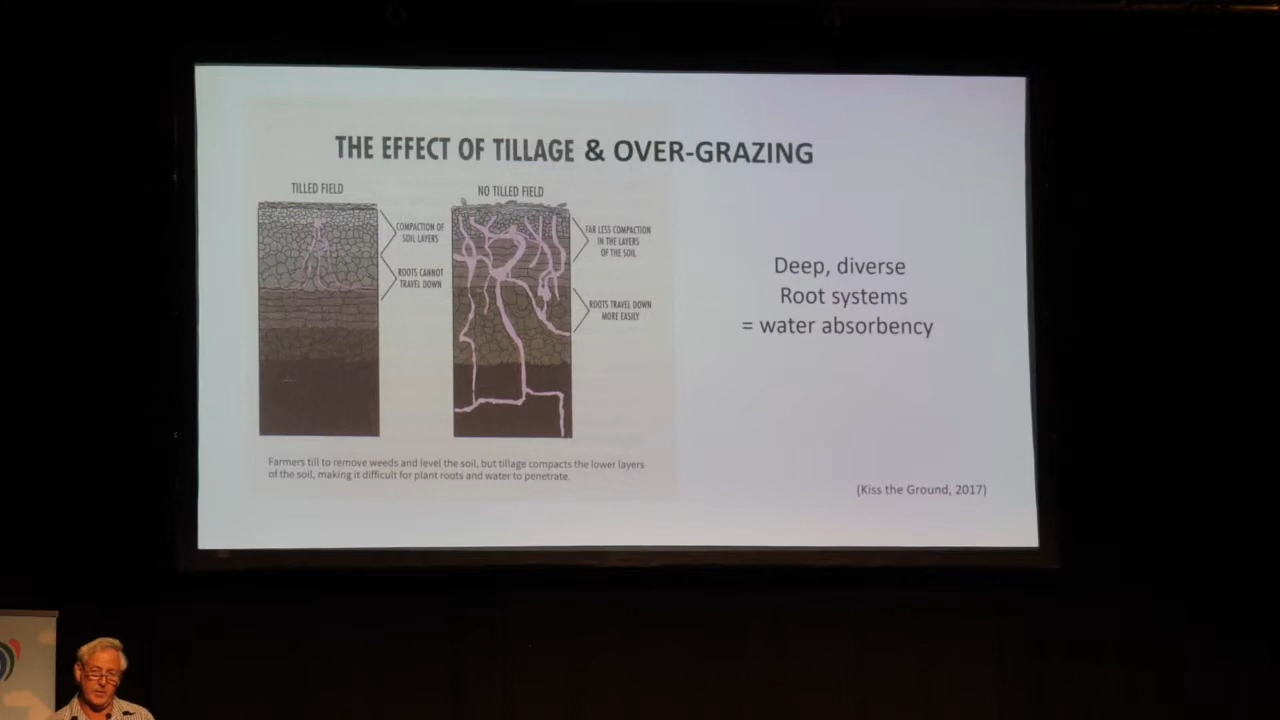 THE EFFECT OF TILLAGE & OVER-GRAZING
TILLED FIELD
COMPACTION OF
SOIL LAYERS
ROOTS CANNOT
TRAVEL DOWN
NO TILLED FIELD
FAR LESS COMPACTION
IN THE LAYERS
OF THE SOIL
ROOTS TRAVEL DOWN
MORE EASILY
Farmers till to remove weeds and level the soil, but tillage compacts the lower layers
of the soil, making it difficult for plant roots and water to penetrate.
Deep, diverse
Root systems
= water absorbency
(Kiss the Ground, 2017)